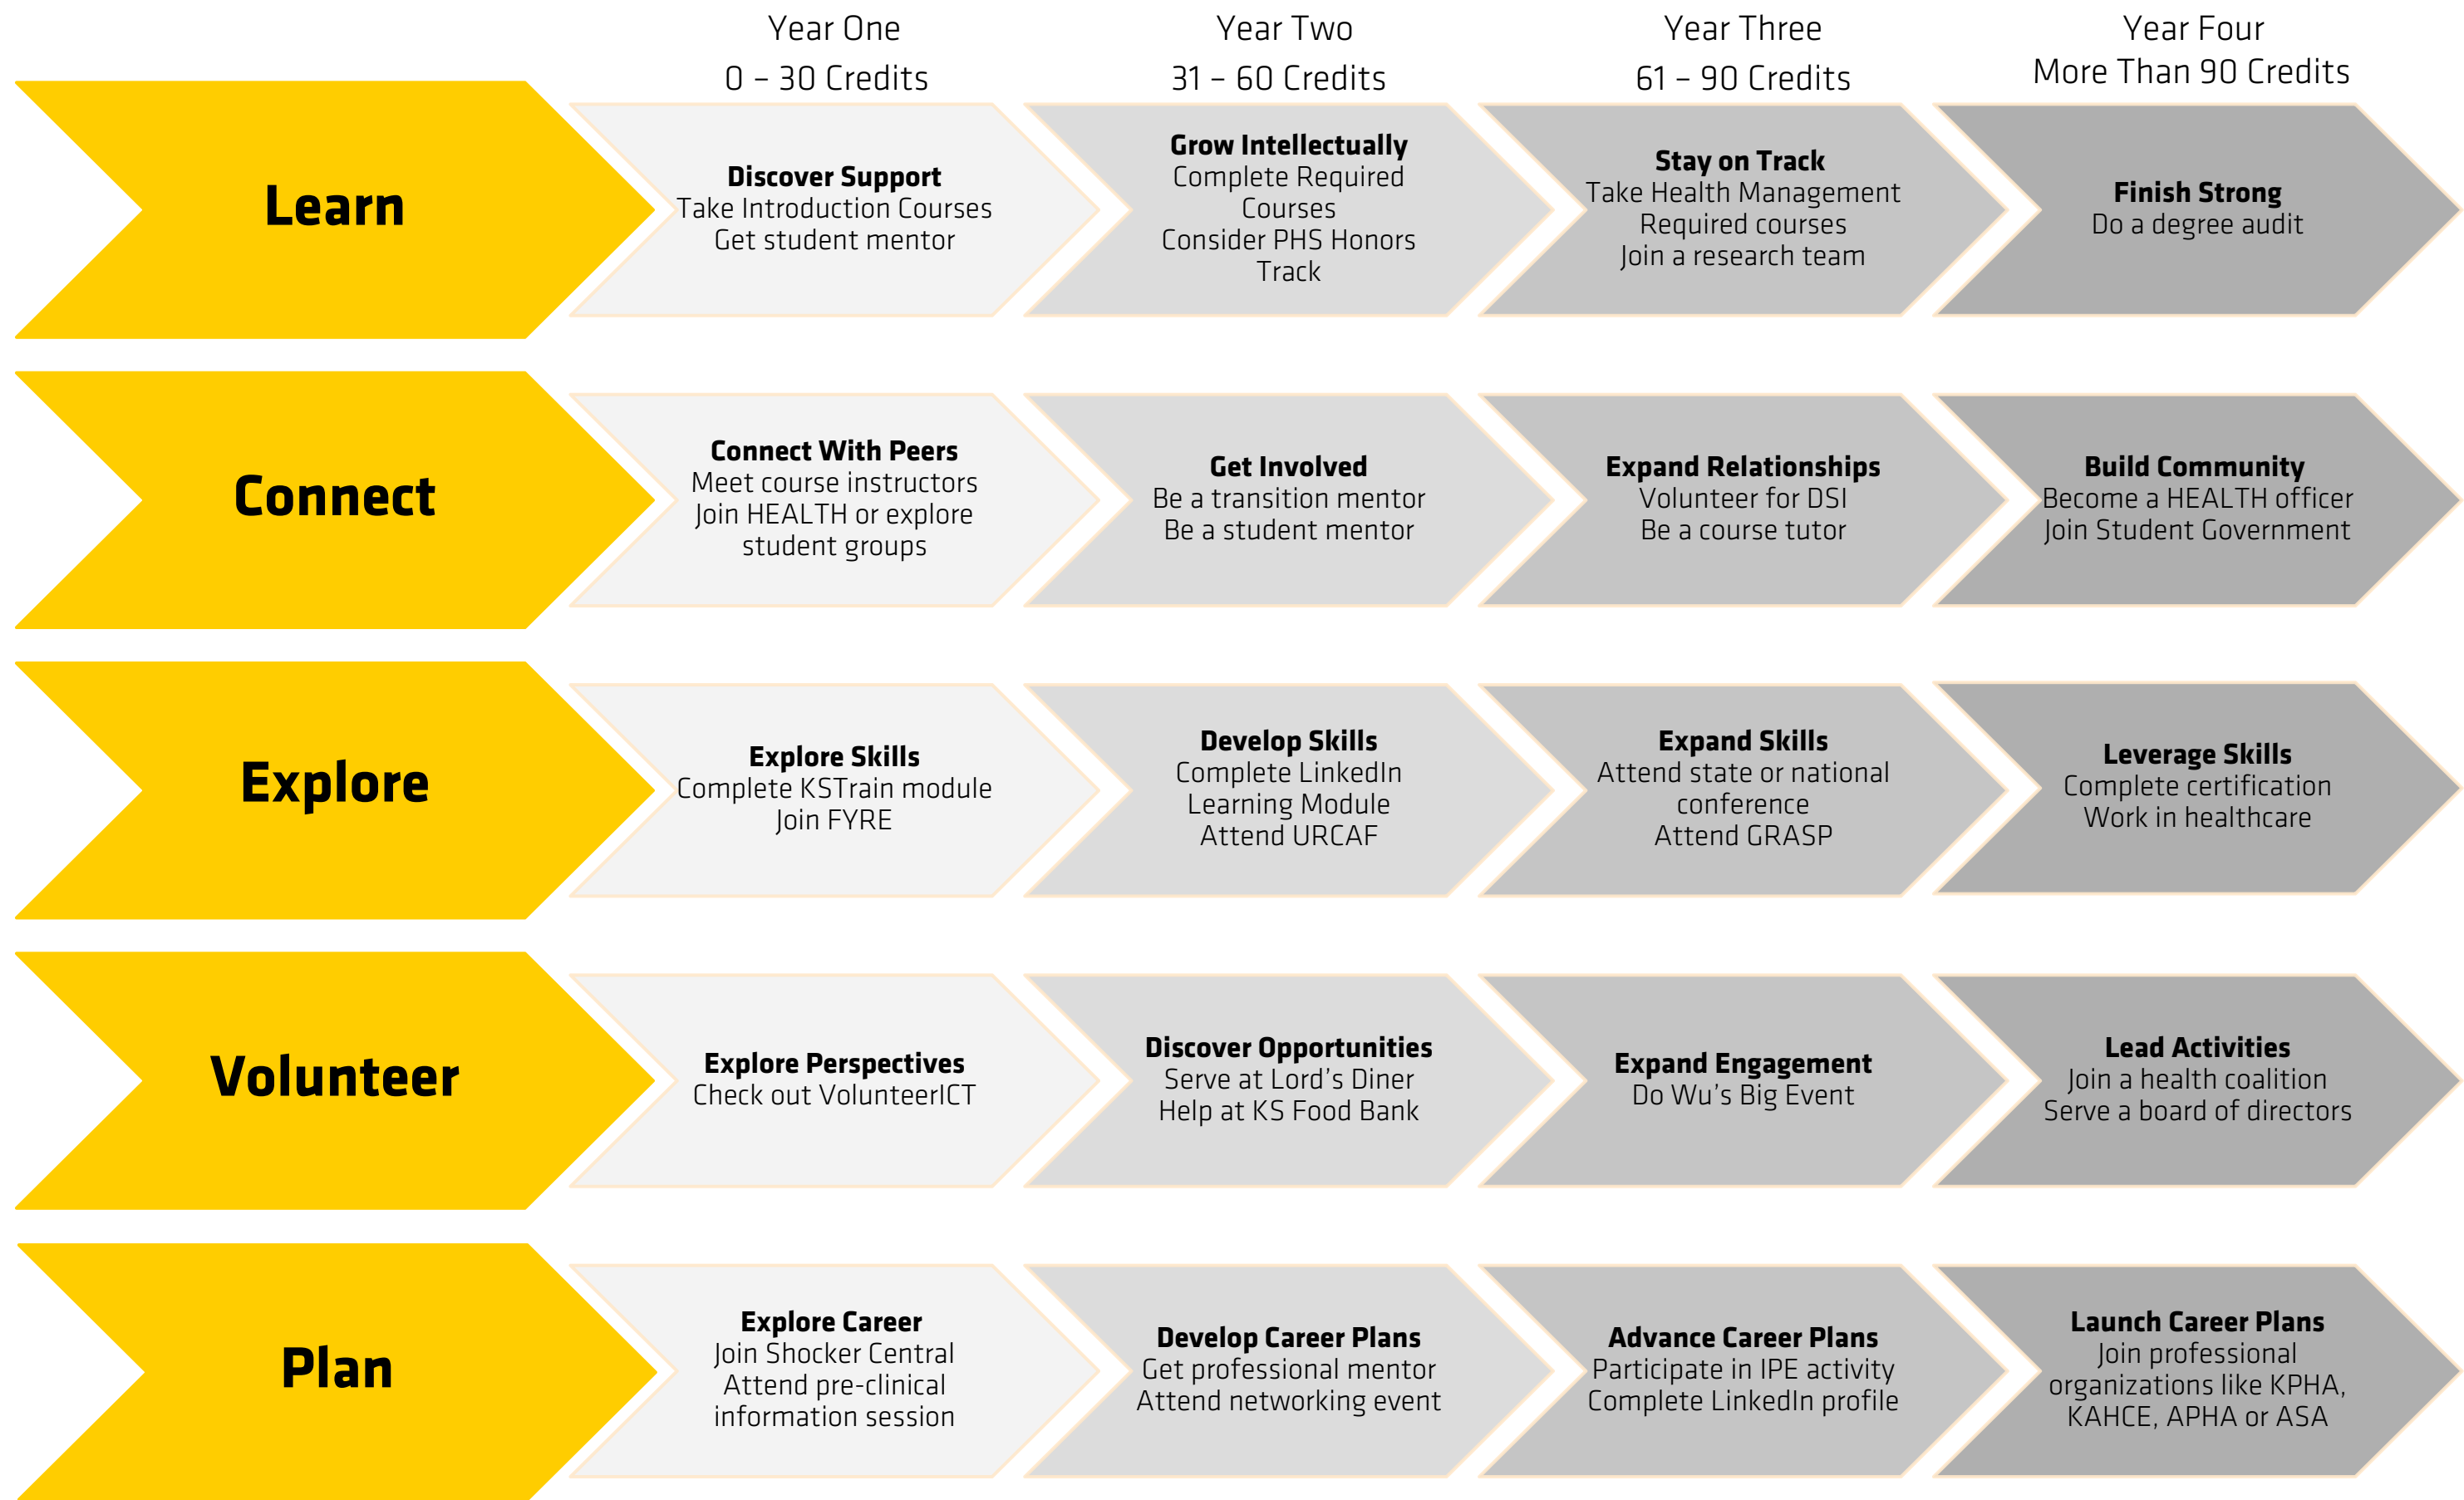 Year One
0 – 30 Credits
Year Two
31 – 60 Credits
Year Three
61 – 90 Credits
Year Four
More Than 90 Credits
Learn
Discover Support
Take Introduction Courses
Get student mentor
Grow Intellectually
Complete Required
Courses
Consider PHS Honors
Track
Stay on Track
Take Health Management
Required courses
Join a research team
Finish Strong
Do a degree audit
Connect
Connect With Peers
Meet course instructors
Join HEALTH or explore
student groups
Get Involved
Be a transition mentor
Be a student mentor
Expand Relationships
Volunteer for DSI
Be a course tutor
Build Community
Become a HEALTH officer
Join Student Government
Explore
Explore Skills
Complete KSTrain module
Join FYRE
Develop Skills
Complete LinkedIn
Learning Module
Attend URCAF
Expand Skills
Attend state or national
conference
Attend GRASP
Leverage Skills
Complete certification
Work in healthcare
Volunteer
Explore Perspectives
Check out VolunteerICT
Discover Opportunities
Serve at Lord's Diner
Help at KS Food Bank
Expand Engagement
Do Wu's Big Event
Lead Activities
Join a health coalition
Serve a board of directors
Plan
Explore Career
Join Shocker Central
Attend pre-clinical
information session
Develop Career Plans
Get professional mentor
Attend networking event
Advance Career Plans
Participate in IPE activity
Complete LinkedIn profile
Launch Career Plans
Join professional
organizations like KPHA,
KAHCE, APHA or ASA